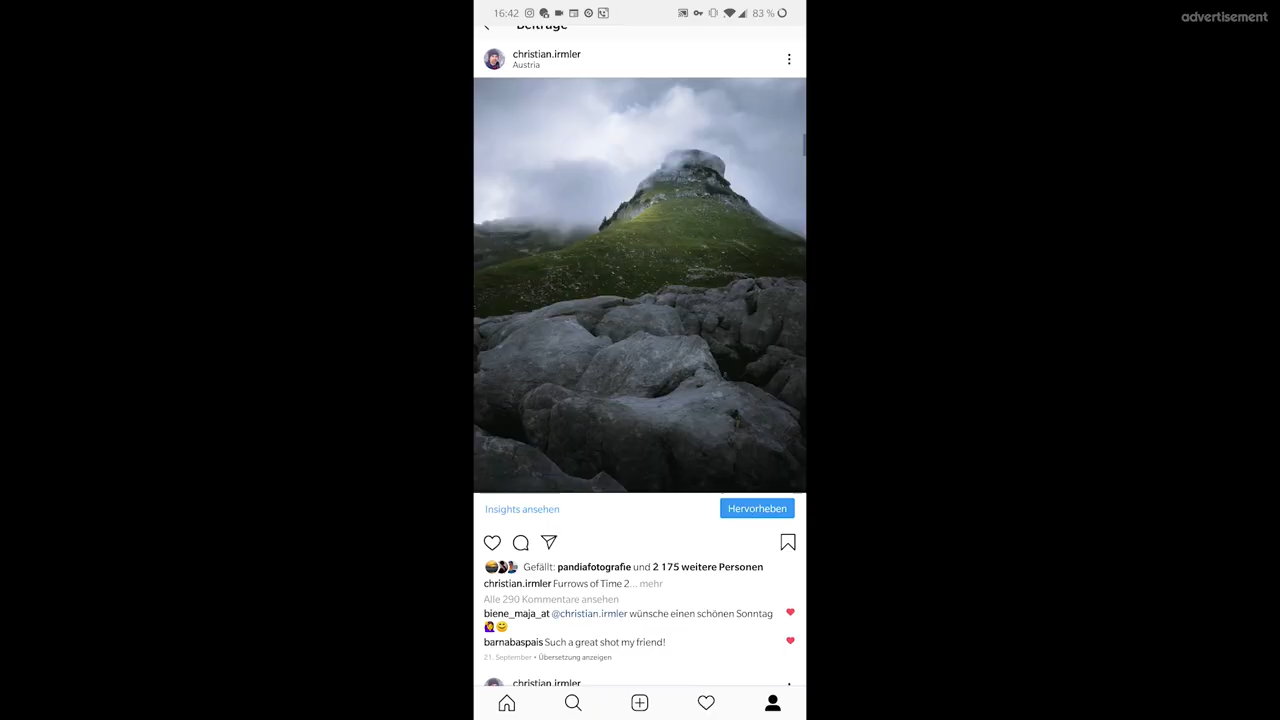 advertisement
16:42
83 %
Beiträge
christian.irmler
Austria
Insights ansehen
Hervorheben
Gefällt: pandiafotografie und 2 175 weitere Personen
christian.irmler Furrows of Time 2... mehr
Alle 290 Kommentare ansehen
biene_maja_at @christian.irmler wünsche einen schönen Sonntag
🙋‍♀️😊
barnabaspais Such a great shot my friend!
21. September • Übersetzung anzeigen
christian.irmler